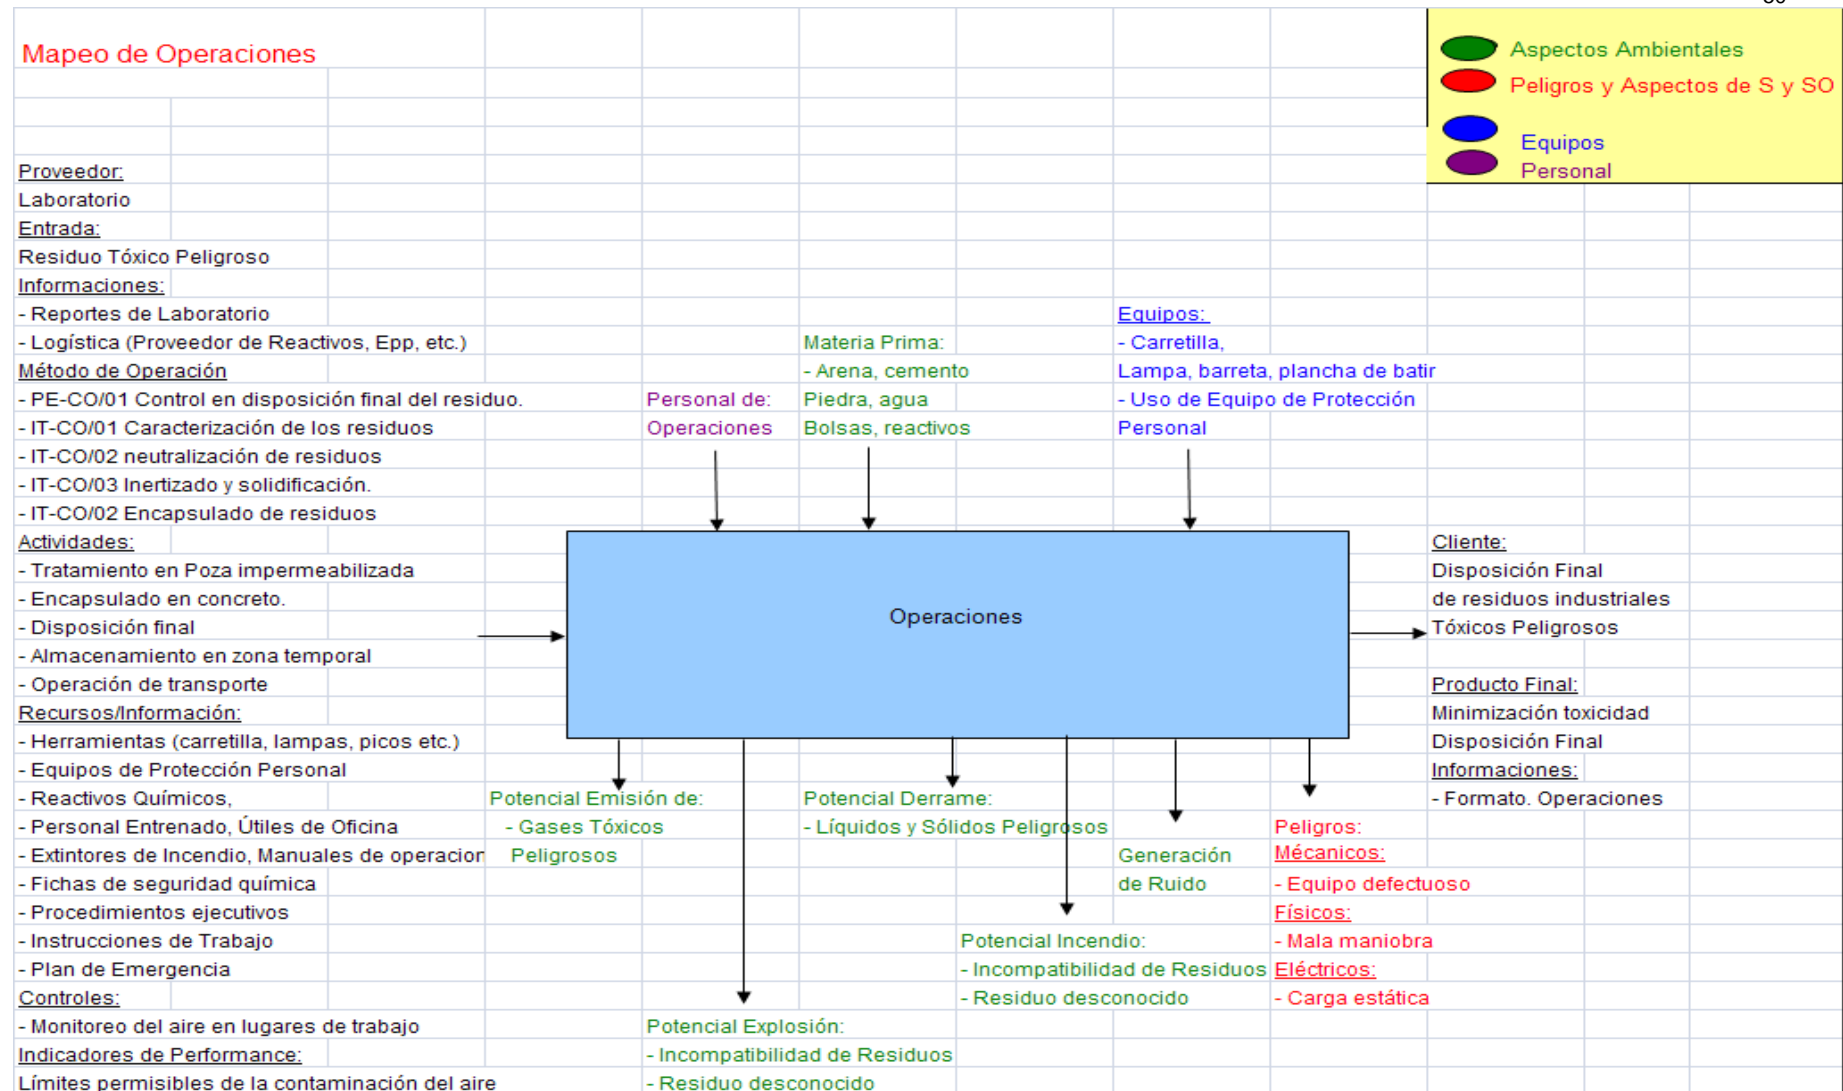 Mapeo de Operaciones
Aspectos Ambientales
Peligros y Aspectos de S y SO
Equipos
Personal
Proveedor:
Laboratorio
Entrada:
Residuo Tóxico Peligroso
Informaciones:
- Reportes de Laboratorio
- Logística (Proveedor de Reactivos, Epp, etc.)
Método de Operación
- PE-CO/01 Control en disposición final del residuo.
- IT-CO/01 Caracterización de los residuos
- IT-CO/02 neutralización de residuos
- IT-CO/03 Inertizado y solidificación.
- IT-CO/02 Encapsulado de residuos
Actividades:
- Tratamiento en Poza impermeabilizada
- Encapsulado en concreto.
- Disposición final
- Almacenamiento en zona temporal
- Operación de transporte
Recursos/Información:
- Herramientas (carretilla, lampas, picos etc.)
- Equipos de Protección Personal
- Reactivos Químicos,
- Personal Entrenado, Útiles de Oficina
- Extintores de Incendio, Manuales de operacion
- Fichas de seguridad química
- Procedimientos ejecutivos
- Instrucciones de Trabajo
- Plan de Emergencia
Controles:
- Monitoreo del aire en lugares de trabajo
Indicadores de Performance:
Límites permisibles de la contaminación del aire
Personal de:
Operaciones
Materia Prima:
- Arena, cemento
Piedra, agua
Bolsas, reactivos
Equipos:
- Carretilla,
Lampa, barreta, plancha de batir
- Uso de Equipo de Protección
Personal
Operaciones
Cliente:
Disposición Final
de residuos industriales
Tóxicos Peligrosos
Producto Final:
Minimización toxicidad
Disposición Final
Informaciones:
- Formato. Operaciones
Potencial Emisión de:
- Gases Tóxicos
Peligrosos
Potencial Explosión:
- Incompatibilidad de Residuos
- Residuo desconocido
Potencial Derrame:
- Líquidos y Sólidos Peligrosos
Potencial Incendio:
- Incompatibilidad de Residuos
- Residuo desconocido
Generación
de Ruido
Peligros:
Mécanicos:
- Equipo defectuoso
Físicos:
- Mala maniobra
Eléctricos:
- Carga estática